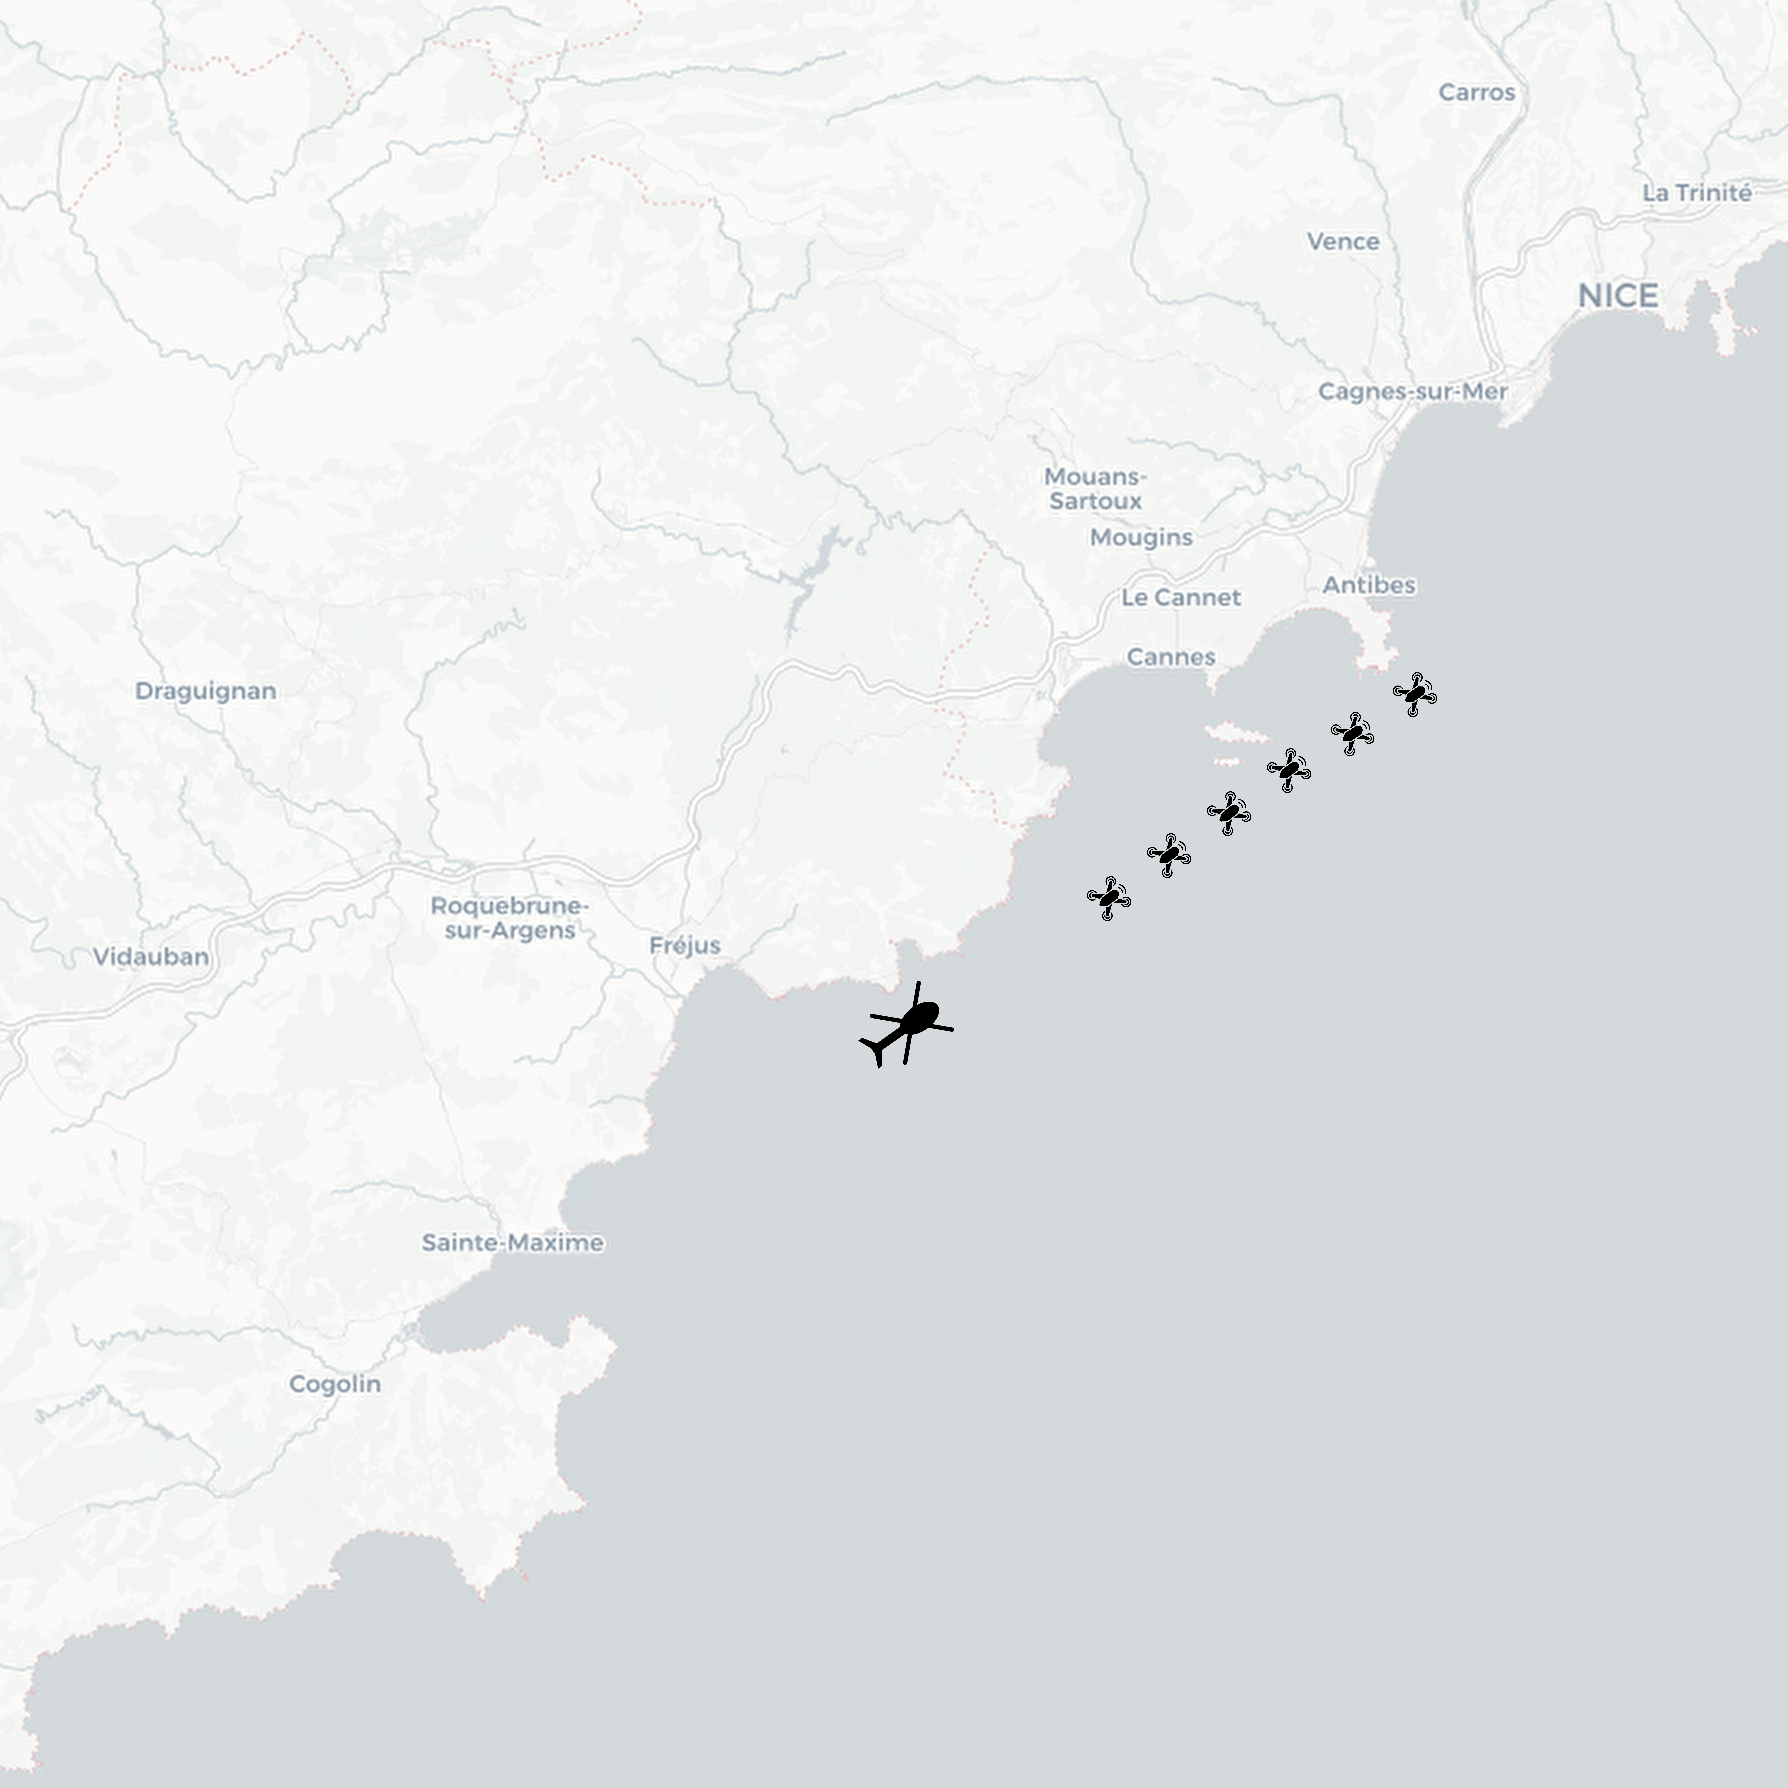 Carros
La Trinité
Vence
NICE
Cagnes-sur-Mer
Mouans-
Sartoux
Mougins
Antibes
Le Cannet
Cannes
Draguignan
Roquebrune-
sur-Argens
Fréjus
Vidauban
Sainte-Maxime
Cogolin